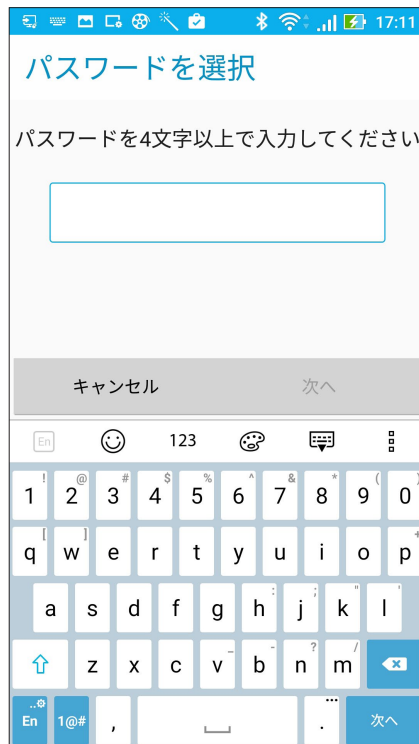 17:11
パスワードを選択
パスワードを4文字以上で入力してください
キャンセル 次へ
En 123
! @ # $ % ^ & * ( )
1 2 3 4 5 6 7 8 9 0
[ ] +
q w e r t y u i o p
: ; " '
a s d f g h j k l
_ - ? /
z x c v b n m
En 1@# , . 次へ